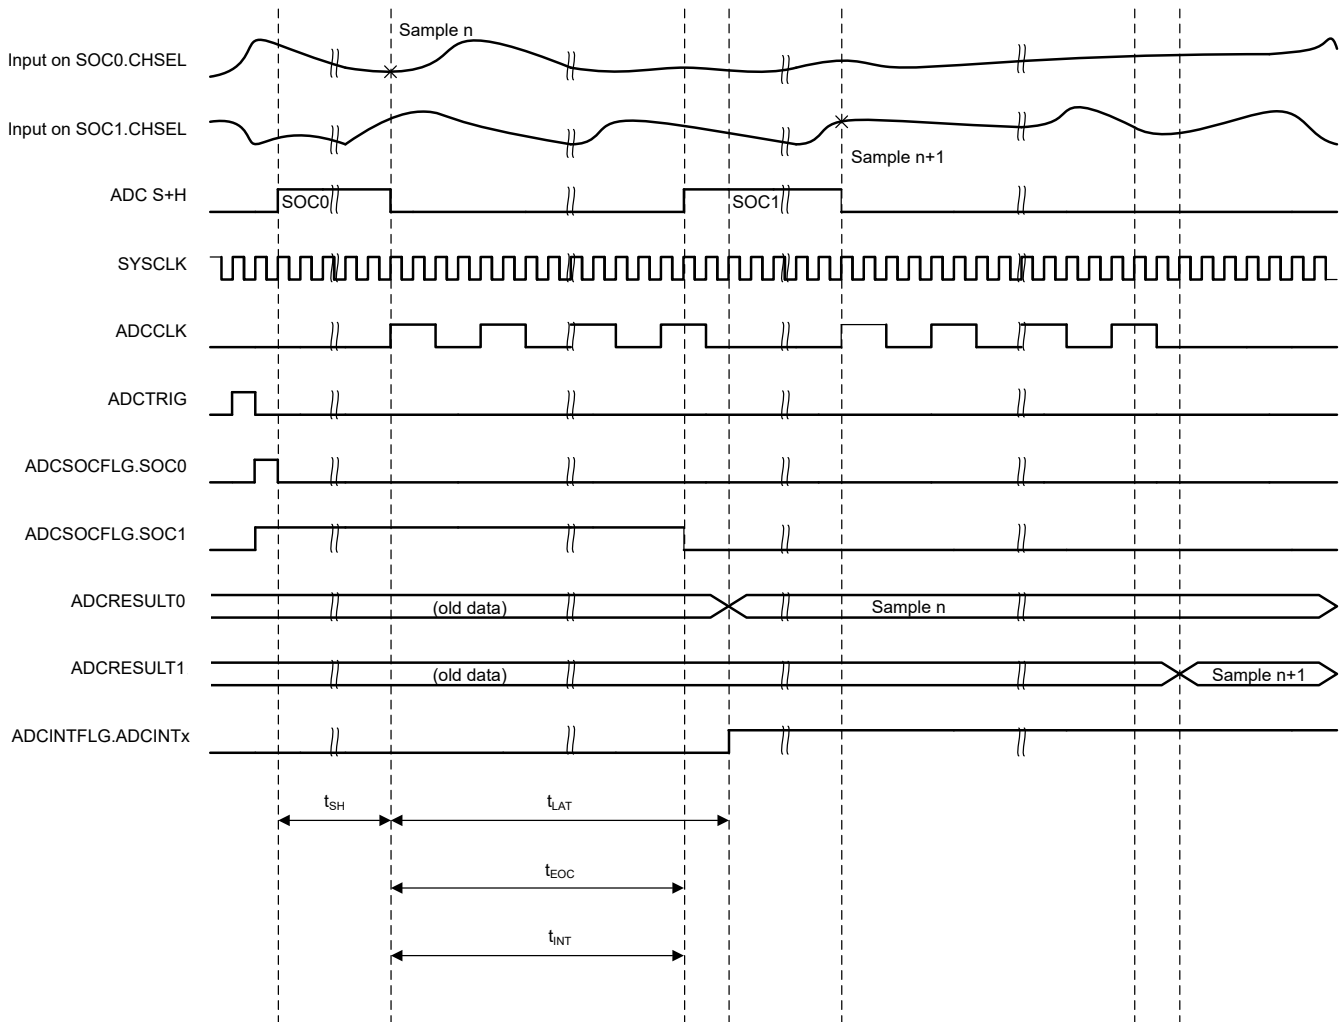 Sample n
Input on SOC0.CHSEL
Input on SOC1.CHSEL
Sample n+1
ADC S+H
SOC0
SOC1
SYSCLK
ADCCLK
ADCTRIG
ADCSOCFLG.SOC0
ADCSOCFLG.SOC1
ADCRESULT0
(old data)
Sample n
ADCRESULT1
(old data)
Sample n+1
ADCINTFLG.ADCINTx
tSH
tLAT
tEOC
tINT